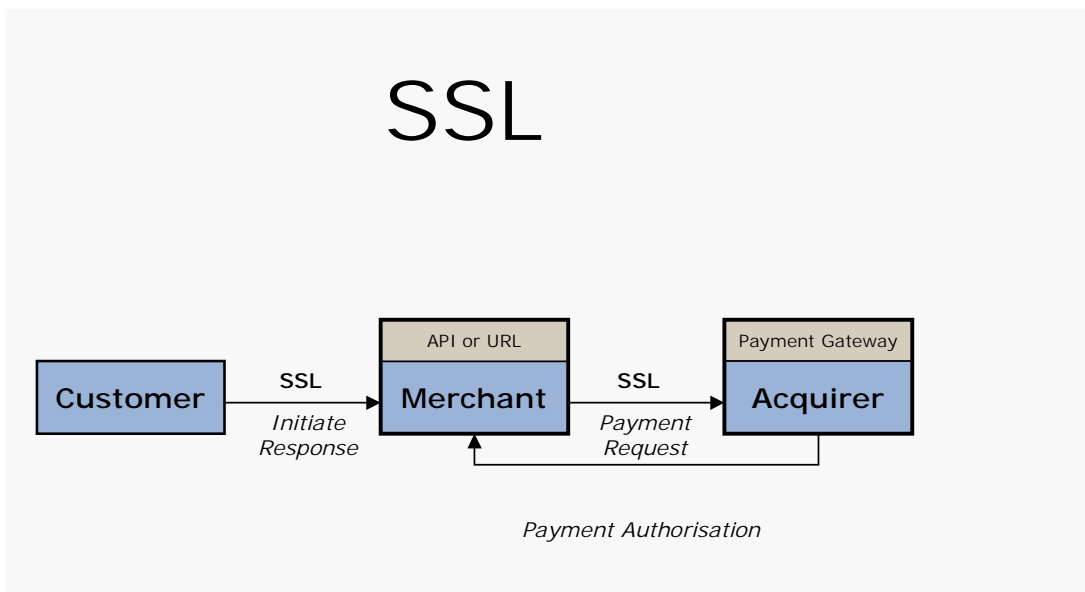 SSL
API or URL
Payment Gateway
Customer
SSL
Merchant
SSL
Acquirer
Initiate
Response
Payment
Request
Payment Authorisation